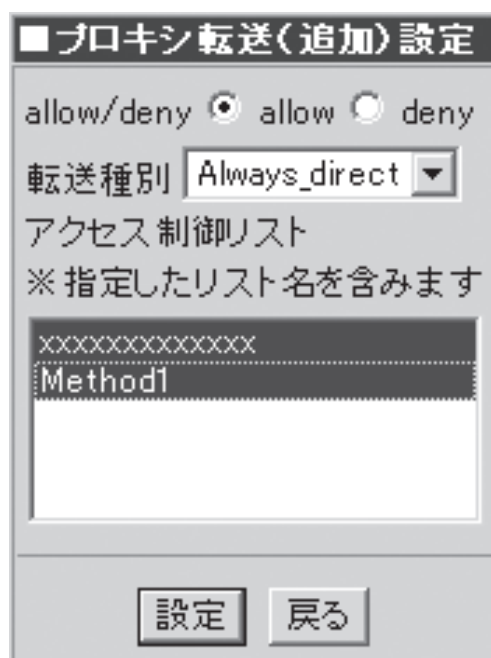 ■プロキシ転送(追加)設定
allow/deny allow deny
転送種別 Always_direct
アクセス制御リスト
※指定したリスト名を含みます
xxxxxxxxxxxxx
Method1
設定 戻る